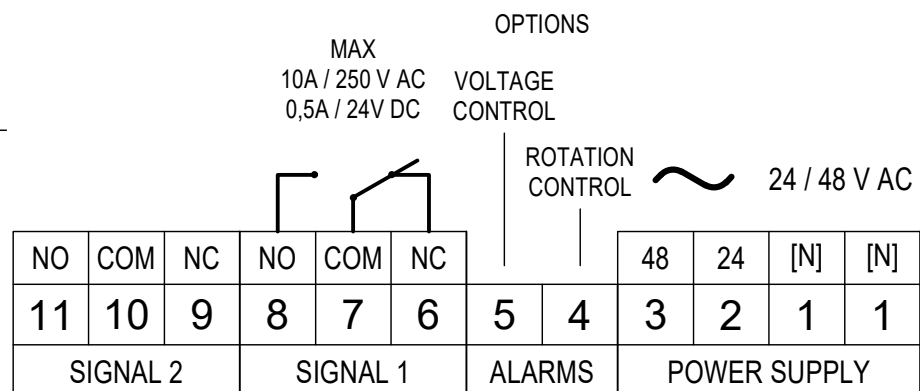 OPTIONS
MAX
10A / 250 V AC
0,5A / 24V DC
VOLTAGE
CONTROL
ROTATION
CONTROL
24 / 48 V AC
NO COM NC NO COM NC 48 24 [N] [N]
11 10 9 8 7 6 5 4 3 2 1 1
SIGNAL 2 SIGNAL 1 ALARMS POWER SUPPLY